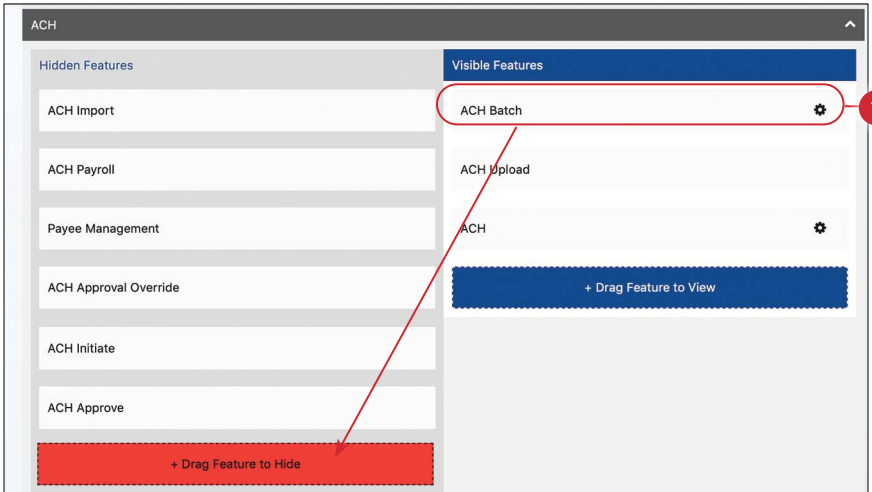 ACH
Hidden Features
ACH Import
ACH Payroll
Payee Management
ACH Approval Override
ACH Initiate
ACH Approve
+ Drag Feature to Hide
Visible Features
ACH Batch
ACH Upload
ACH
+ Drag Feature to View